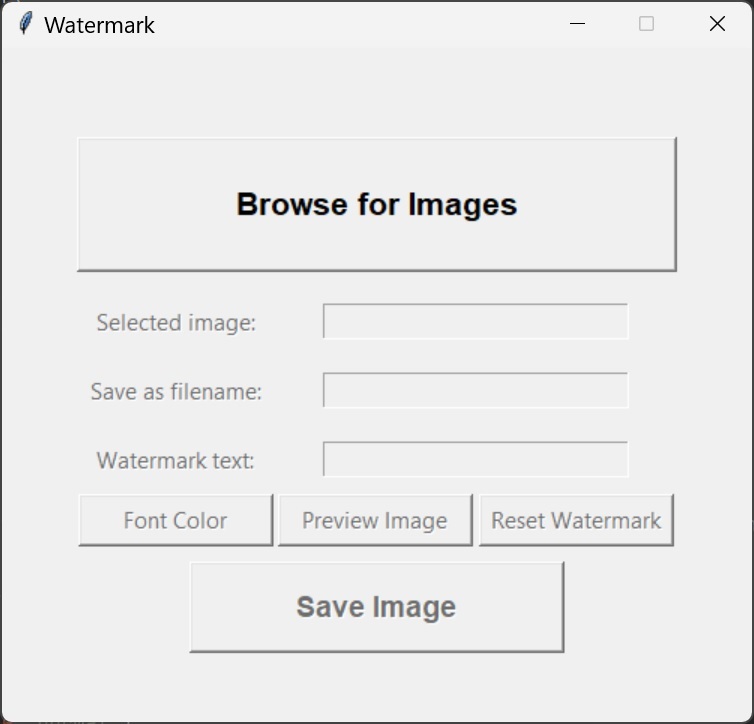 Watermark
Browse for Images
Selected image:
Save as filename:
Watermark text:
Font Color Preview Image Reset Watermark
Save Image